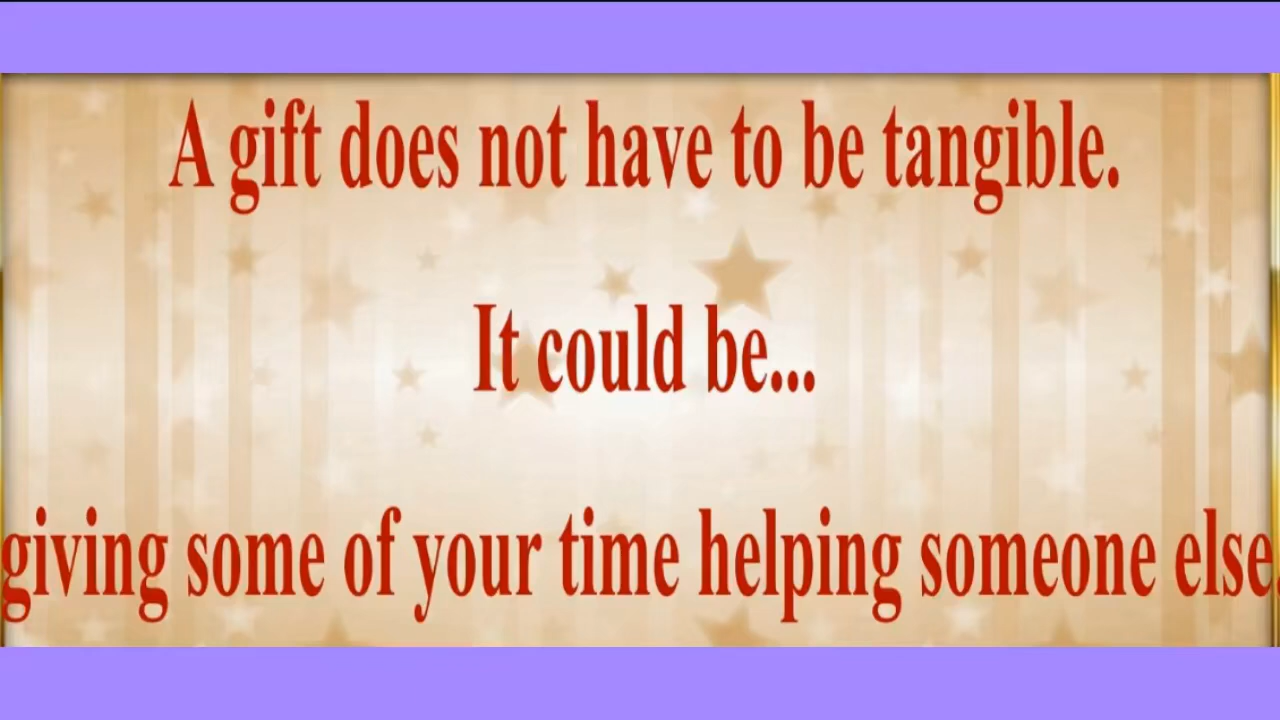 A gift does not have to be tangible.
It could be...
giving some of your time helping someone else.